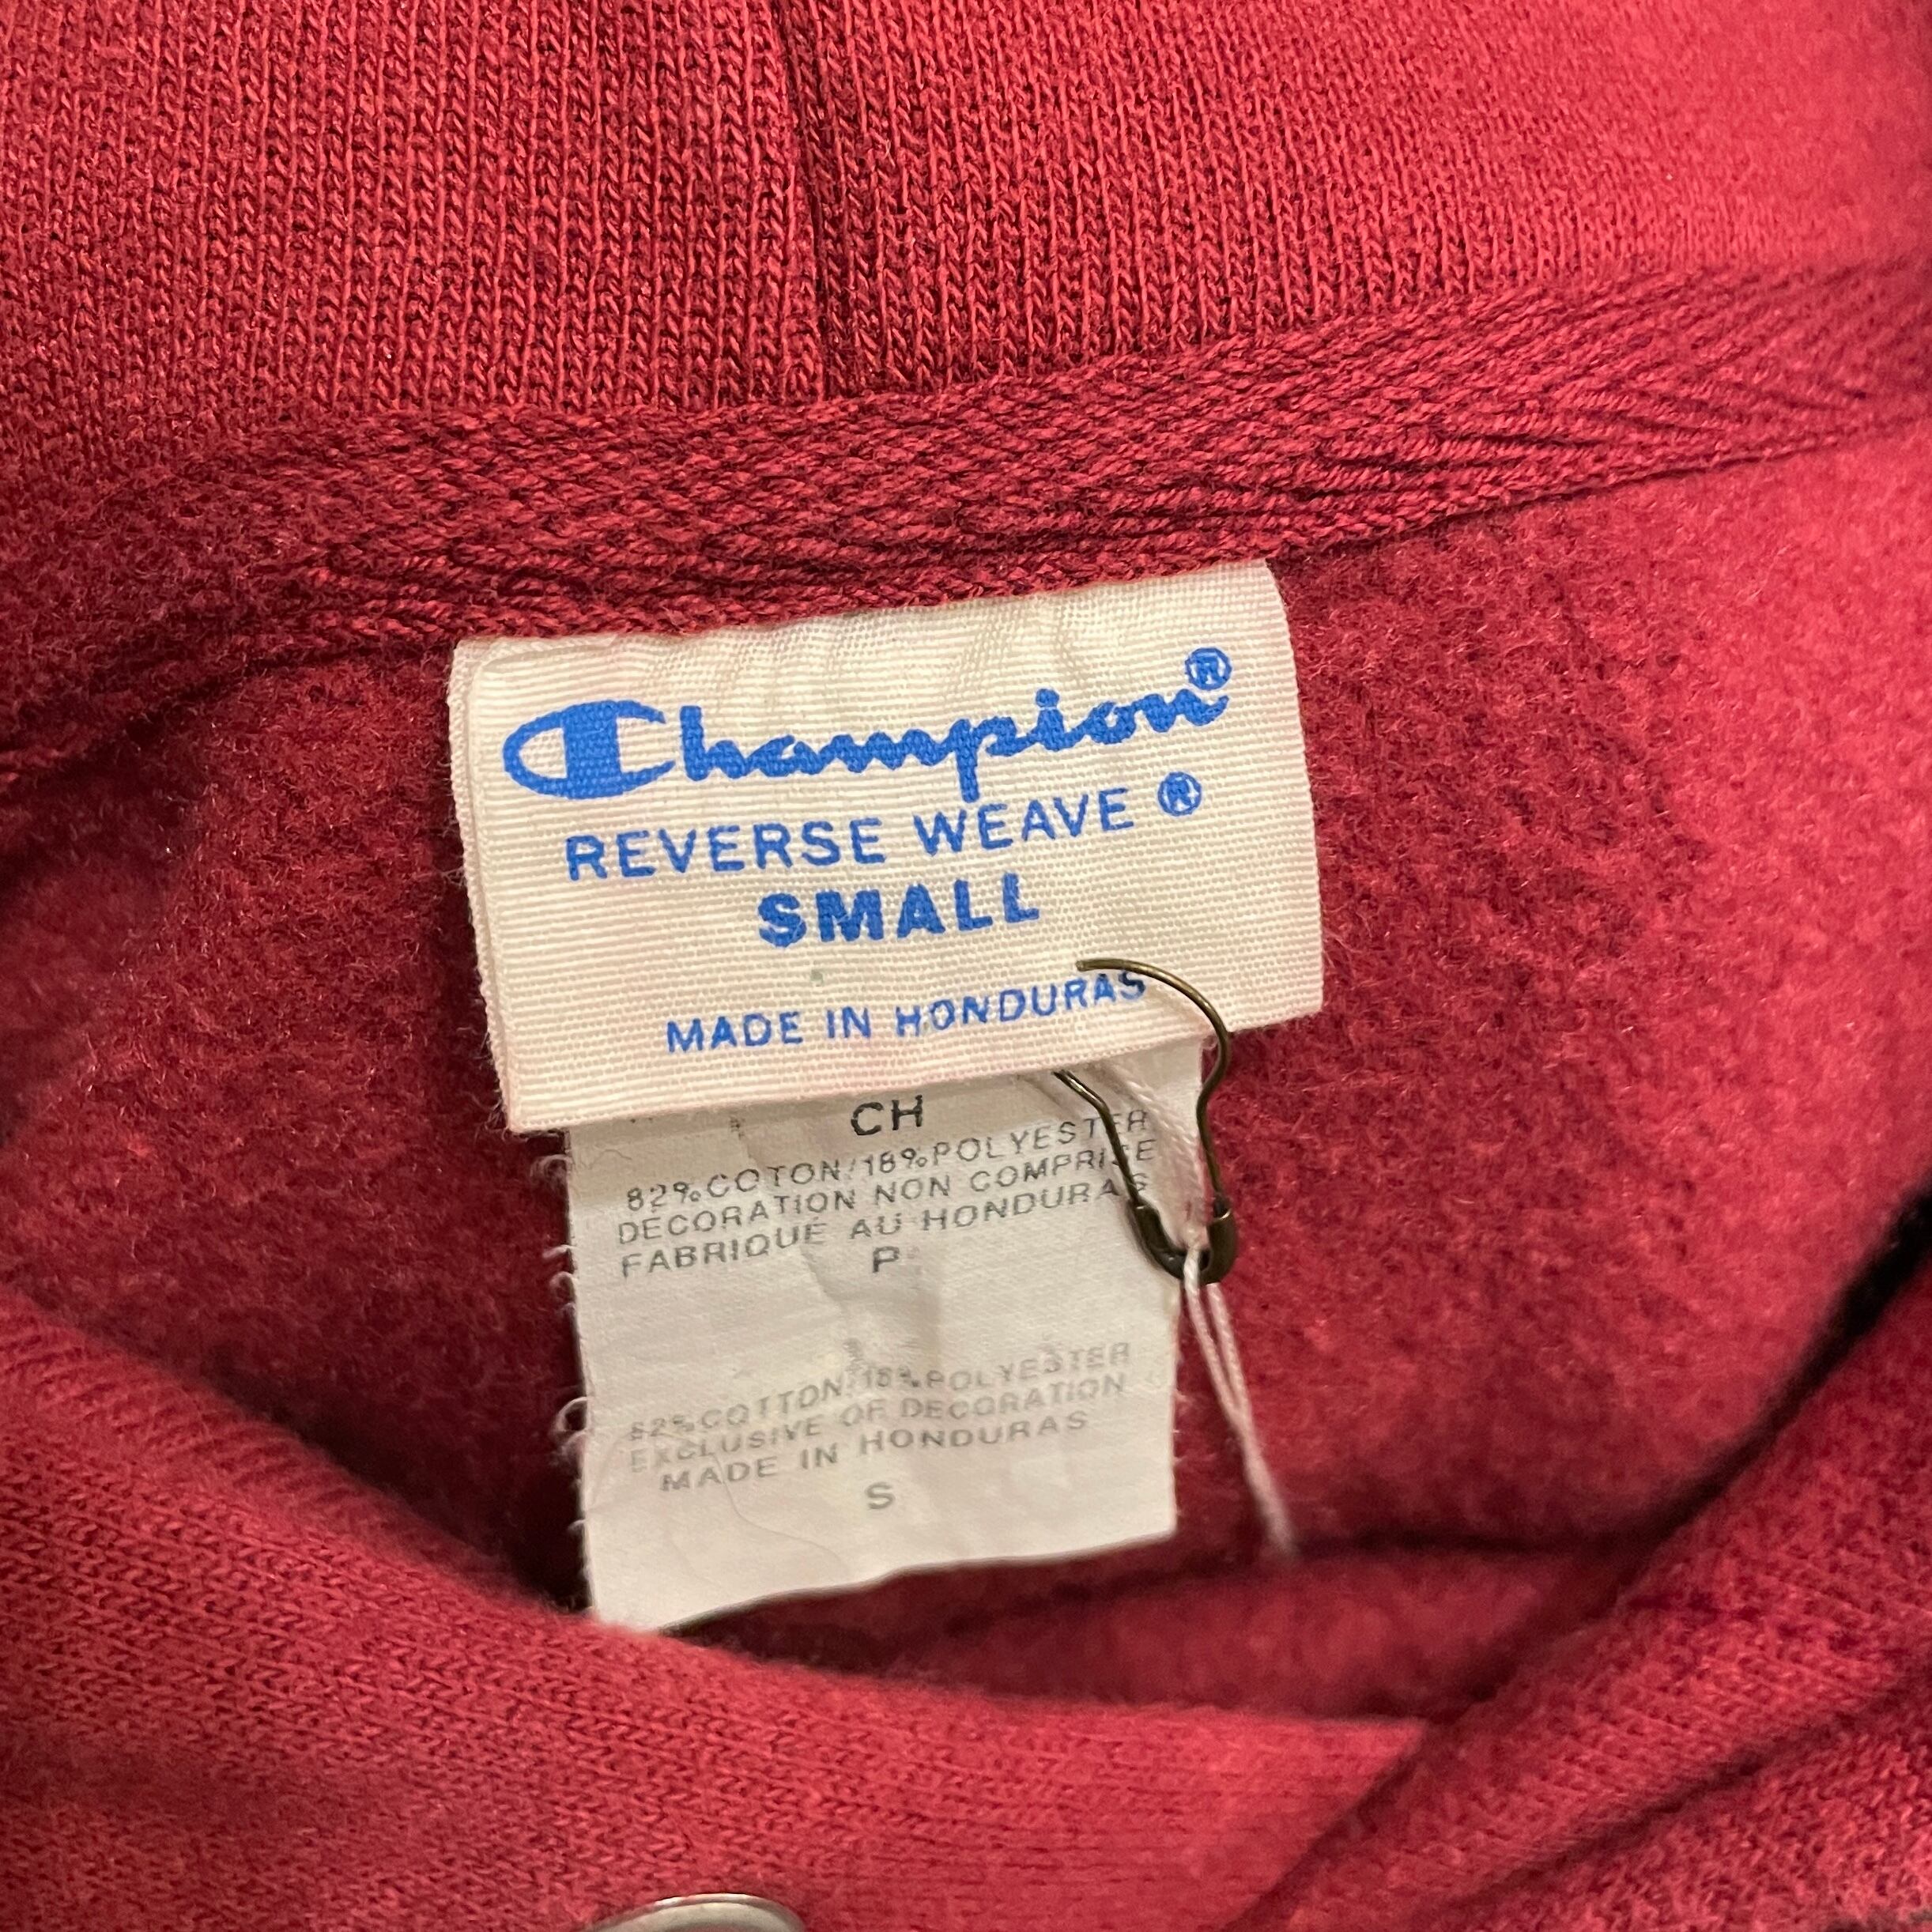 Champion®
REVERSE WEAVE ®
SMALL
MADE IN HONDURAS
CH
82%COTON/18%POLYESTER
DECORATION NON COMPRISE
FABRIQUÉ AU HONDURAS
P
82%COTTON/18%POLYESTER
EXCLUSIVE OF DECORATION
MADE IN HONDURAS
S